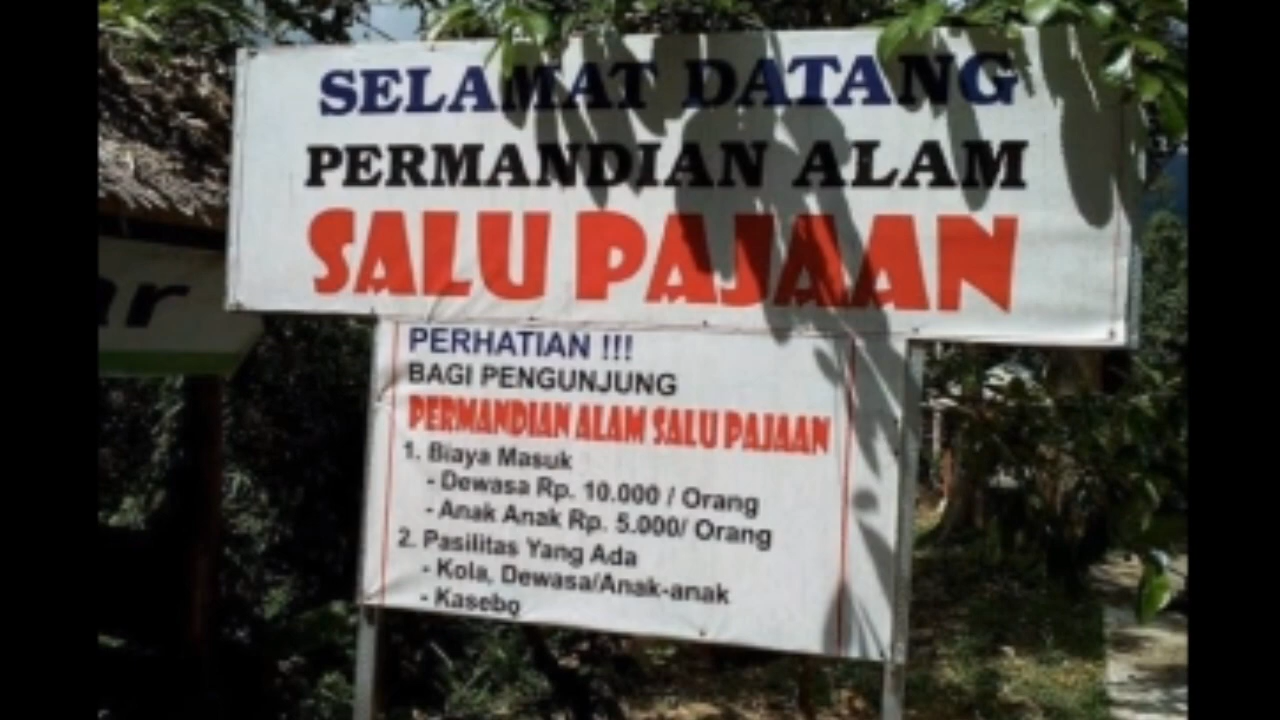 SELAMAT DATANG
PERMANDIAN ALAM
SALU PAJAAN
ar
PERHATIAN !!!
BAGI PENGUNJUNG
PERMANDIAN ALAM SALU PAJAAN
1. Biaya Masuk
- Dewasa Rp. 10.000 / Orang
- Anak Anak Rp. 5.000/ Orang
2. Pasilitas Yang Ada
- Kola, Dewasa/Anak-anak
- Kasebo